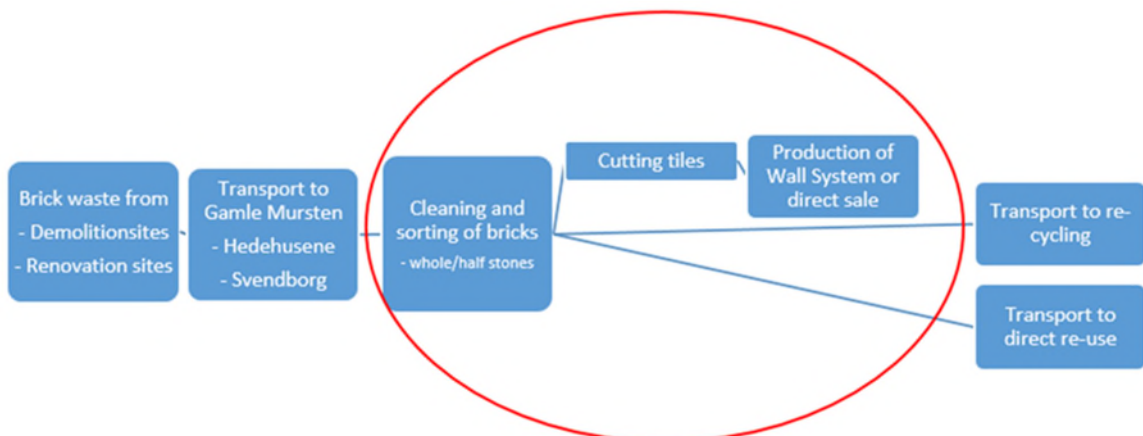 Brick waste from
- Demolitionsites
- Renovation sites
Transport to
Gamle Mursten
- Hedehusene
- Svendborg
Cleaning and
sorting of bricks
- whole/half stones
Cutting tiles
Production of
Wall System or
direct sale
Transport to re-
cycling
Transport to
direct re-use